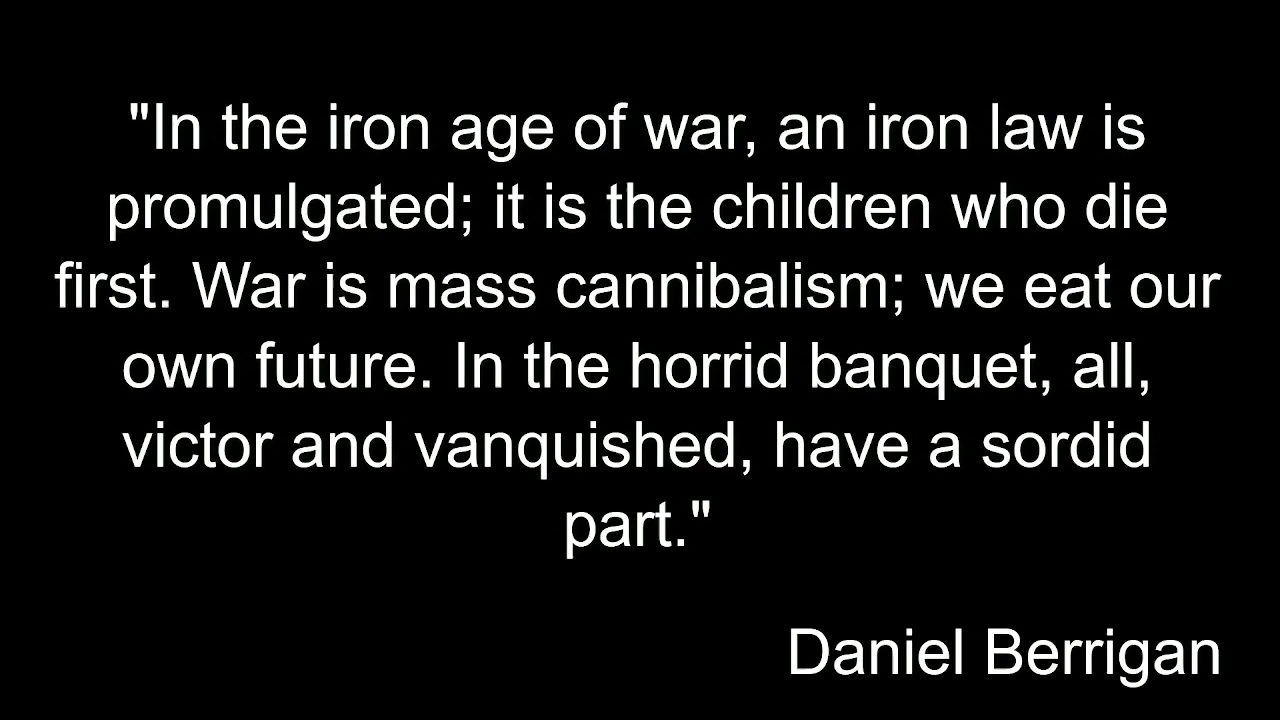 "In the iron age of war, an iron law is
promulgated; it is the children who die
first. War is mass cannibalism; we eat our
own future. In the horrid banquet, all,
victor and vanquished, have a sordid
part."
Daniel Berrigan